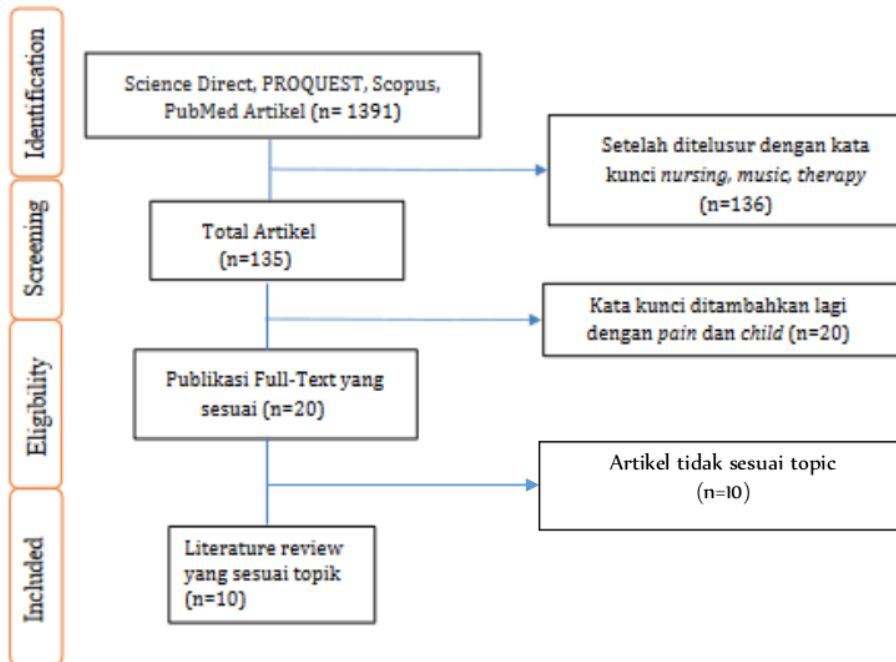 Identification
Science Direct, PROQUEST, Scopus,
PubMed Artikel (n= 1391)
Setelah ditelusur dengan kata
kunci nursing, music, therapy
(n=136)
Screening
Total Artikel
(n=135)
Kata kunci ditambahkan lagi
dengan pain dan child (n=20)
Eligibility
Publikasi Full-Text yang
sesuai (n=20)
Artikel tidak sesuai topic
(n=10)
Included
Literature review
yang sesuai topik
(n=10)